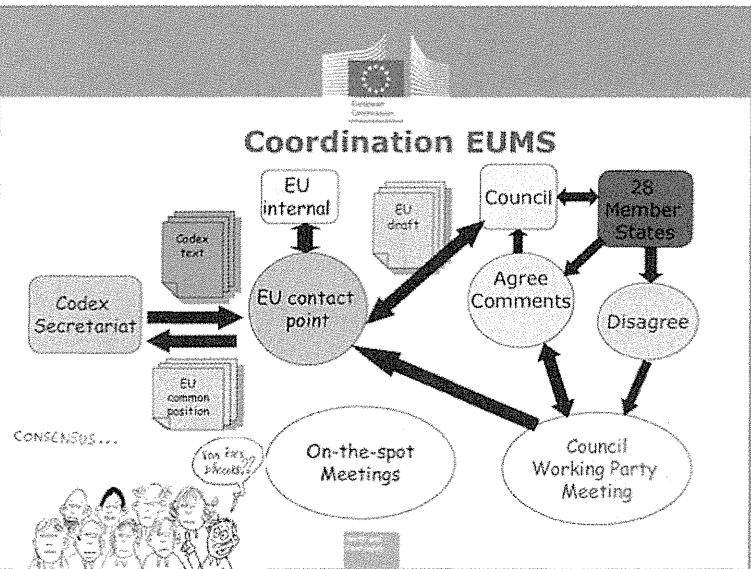 European
Commission
Coordination EUMS
EU
internal
EU
draft
Council
28
Member
States
Codex
text
Codex
Secretariat
EU contact
point
Agree
Comments
Disagree
EU
common
position
CONSENSUS...
On-the-spot
Meetings
Council
Working Party
Meeting